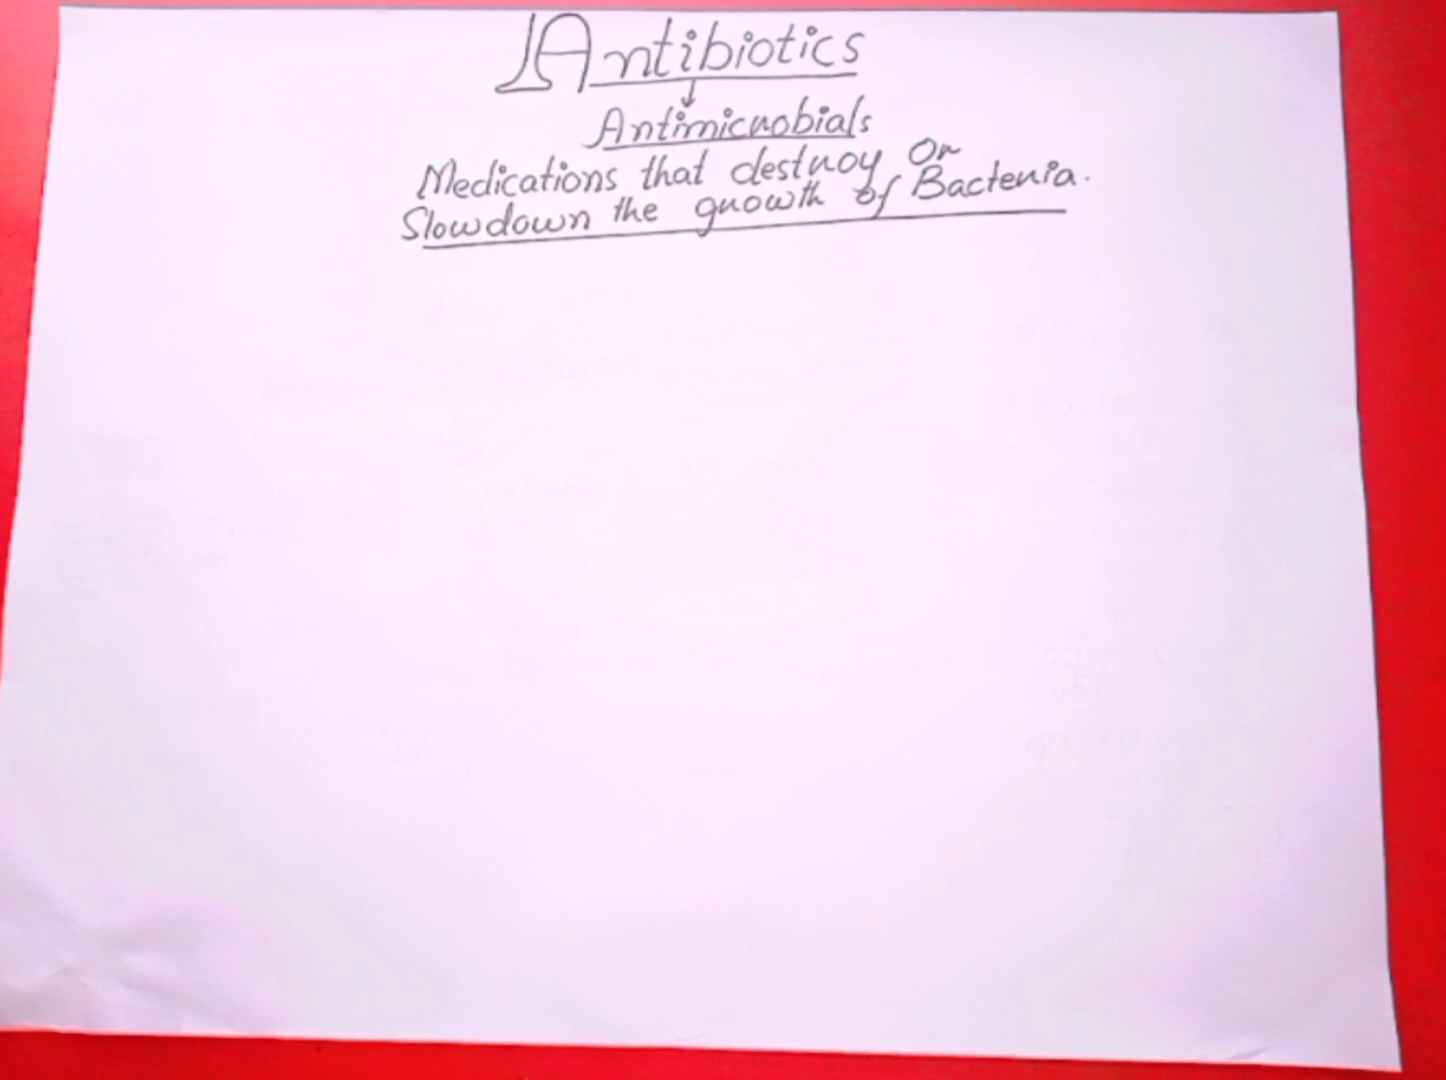 Antibiotics
↓
Antimicrobials
Medications that destroy or
Slowdown the growth of Bacteria.